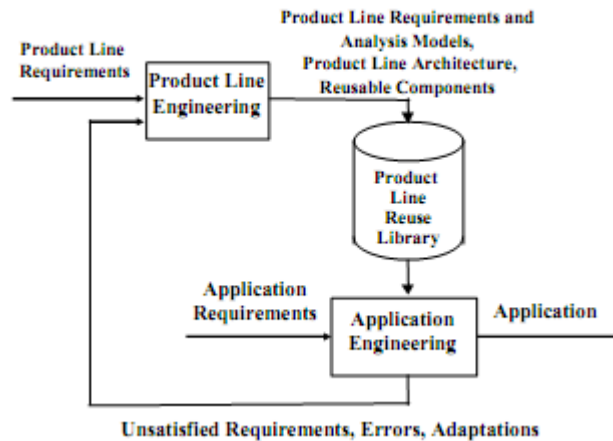 Product Line Requirements and
Analysis Models,
Product Line Architecture,
Reusable Components
Product Line
Requirements
Product Line
Engineering
Product
Line
Reuse
Library
Application
Requirements
Application
Engineering
Application
Unsatisfied Requirements, Errors, Adaptations